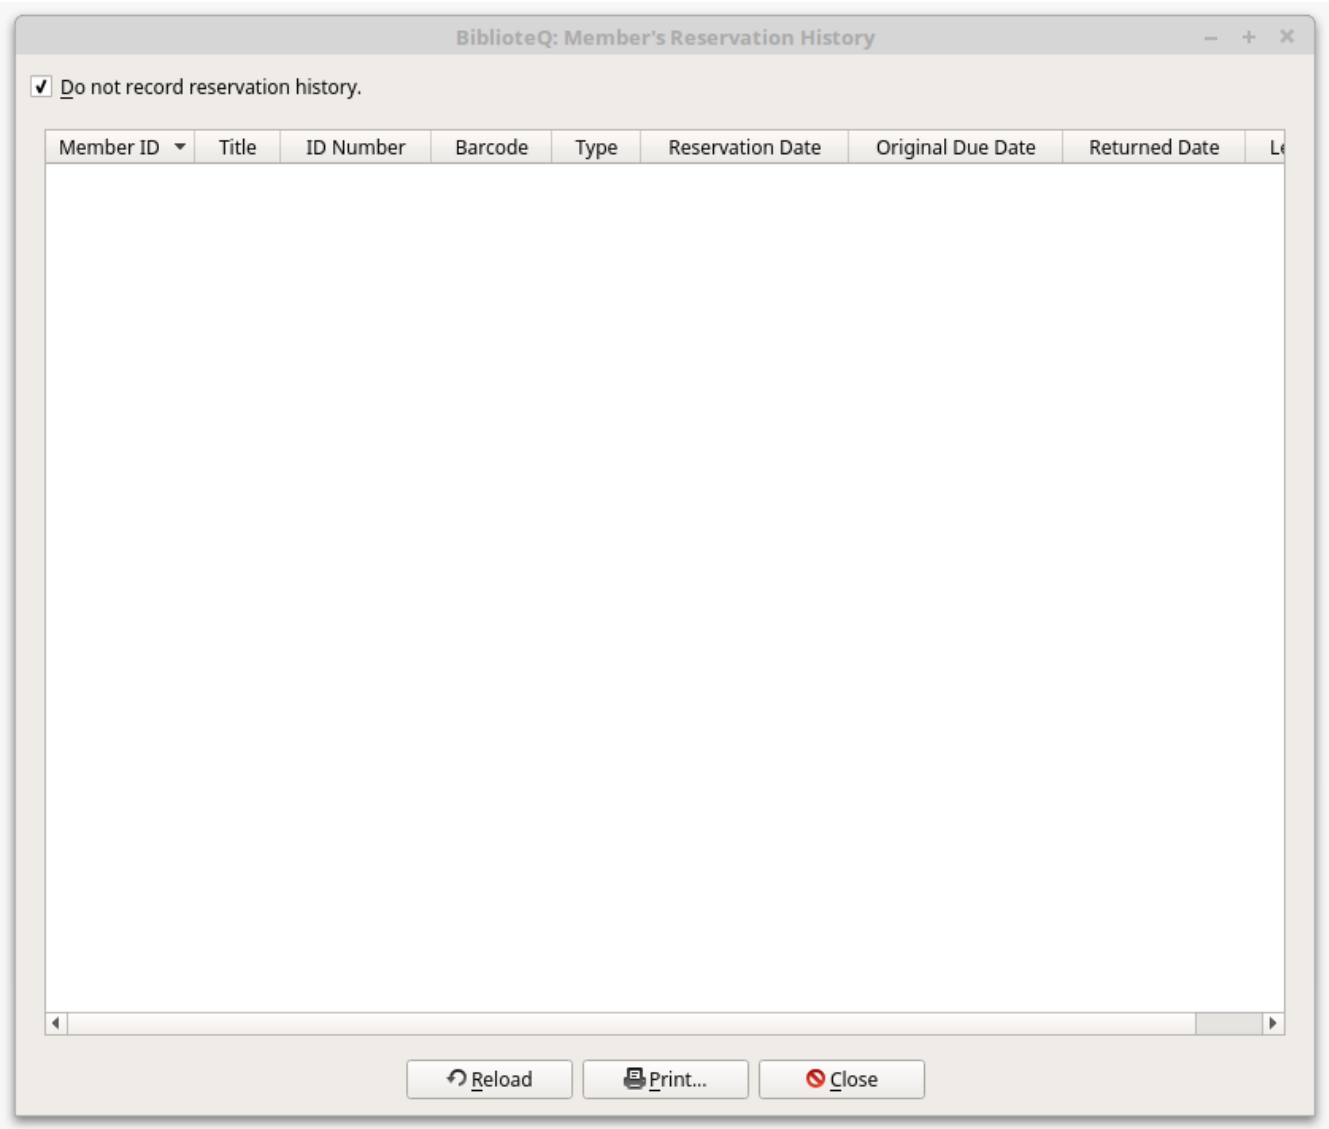 BiblioteQ: Member's Reservation History
Do not record reservation history.
Member ID Title ID Number Barcode Type Reservation Date Original Due Date Returned Date
Reload Print... Close